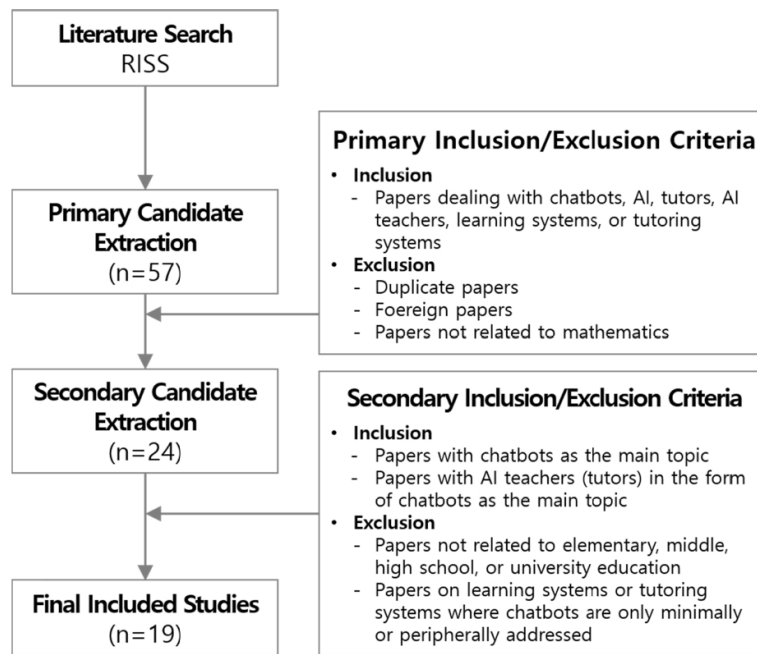 Literature Search
RISS
Primary Inclusion/Exclusion Criteria
• Inclusion
- Papers dealing with chatbots, AI, tutors, AI
teachers, learning systems, or tutoring
systems
• Exclusion
- Duplicate papers
- Foereign papers
- Papers not related to mathematics
Primary Candidate
Extraction
(n=57)
Secondary Candidate
Extraction
(n=24)
Secondary Inclusion/Exclusion Criteria
• Inclusion
- Papers with chatbots as the main topic
- Papers with AI teachers (tutors) in the form
of chatbots as the main topic
• Exclusion
- Papers not related to elementary, middle,
high school, or university education
- Papers on learning systems or tutoring
systems where chatbots are only minimally
or peripherally addressed
Final Included Studies
(n=19)